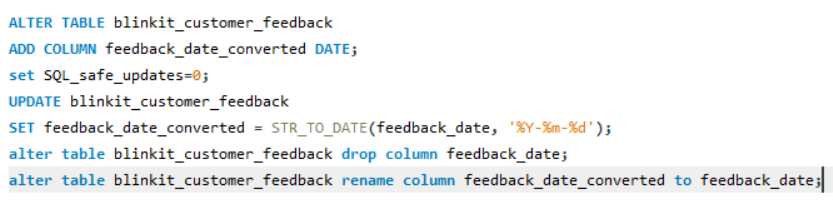 ALTER TABLE blinkit_customer_feedback
ADD COLUMN feedback_date_converted DATE;
set SQL_safe_updates=0;
UPDATE blinkit_customer_feedback
SET feedback_date_converted = STR_TO_DATE(feedback_date, '%Y-%m-%d');
alter table blinkit_customer_feedback drop column feedback_date;
alter table blinkit_customer_feedback rename column feedback_date_converted to feedback_date;